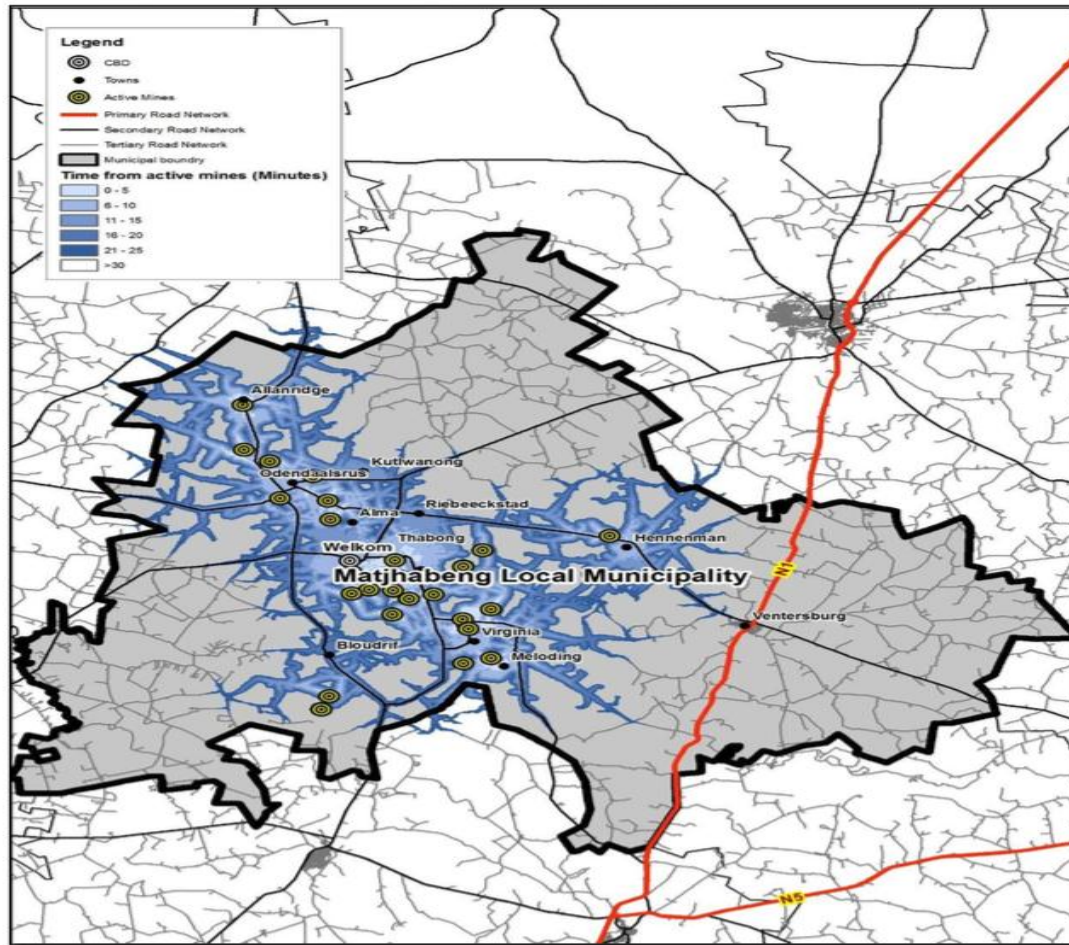 Legend
CBD
Towns
Active Mines
Primary Road Network
Secondary Road Network
Tertiary Road Network
Municipal boundry
Time from active mines (Minutes)
0 - 5
6 - 10
11 - 15
16 - 20
21 - 25
>30
Allanridge
Kutlwanong
Odendaalsrus
Riebeeckstad
Alma
Thabong
Hennenman
Welkom
Matjhabeng Local Municipality
N1
Ventersburg
Virginia
Bloudrif
Meloding
N5